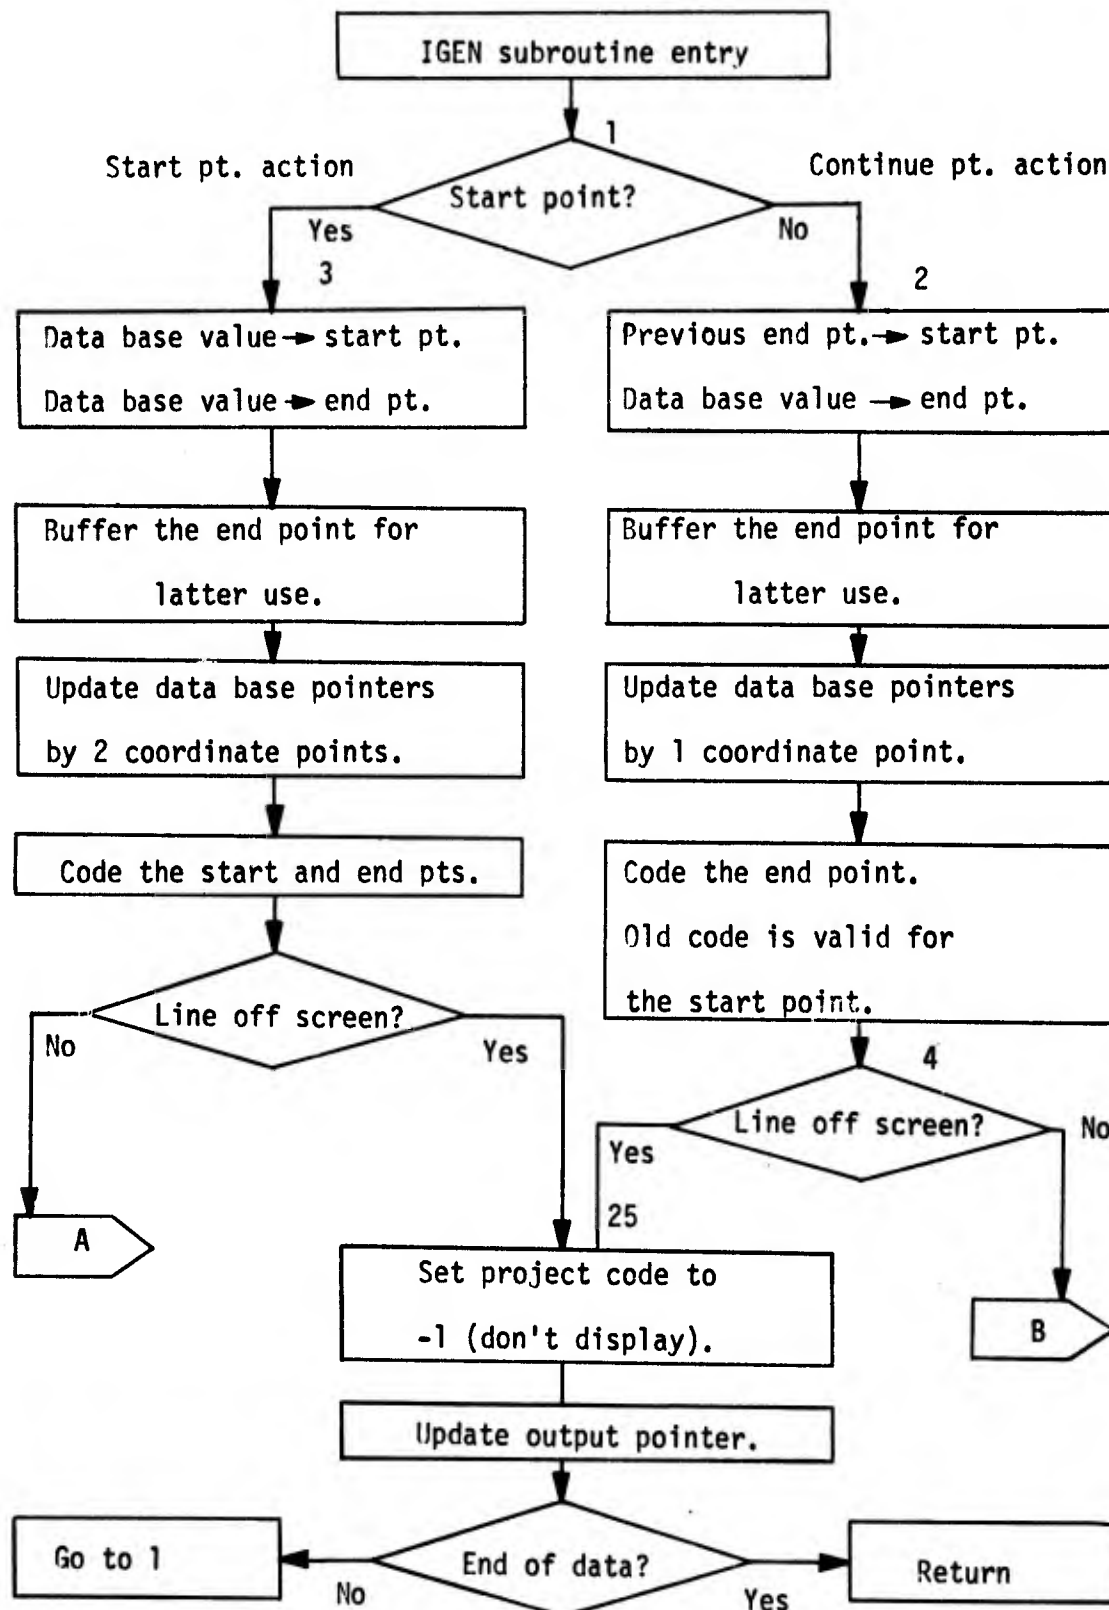 IGEN subroutine entry
1
Start pt. action
Continue pt. action
Start point?
Yes
No
3
2
Data base value → start pt.
Data base value → end pt.
Previous end pt. → start pt.
Data base value → end pt.
Buffer the end point for
latter use.
Buffer the end point for
latter use.
Update data base pointers
by 2 coordinate points.
Update data base pointers
by 1 coordinate point.
Code the start and end pts.
Code the end point.
Old code is valid for
the start point.
Line off screen?
No
Yes
4
Line off screen?
Yes
No
25
A
B
Set project code to
-1 (don't display).
Update output pointer.
Go to 1
End of data?
Return
No
Yes